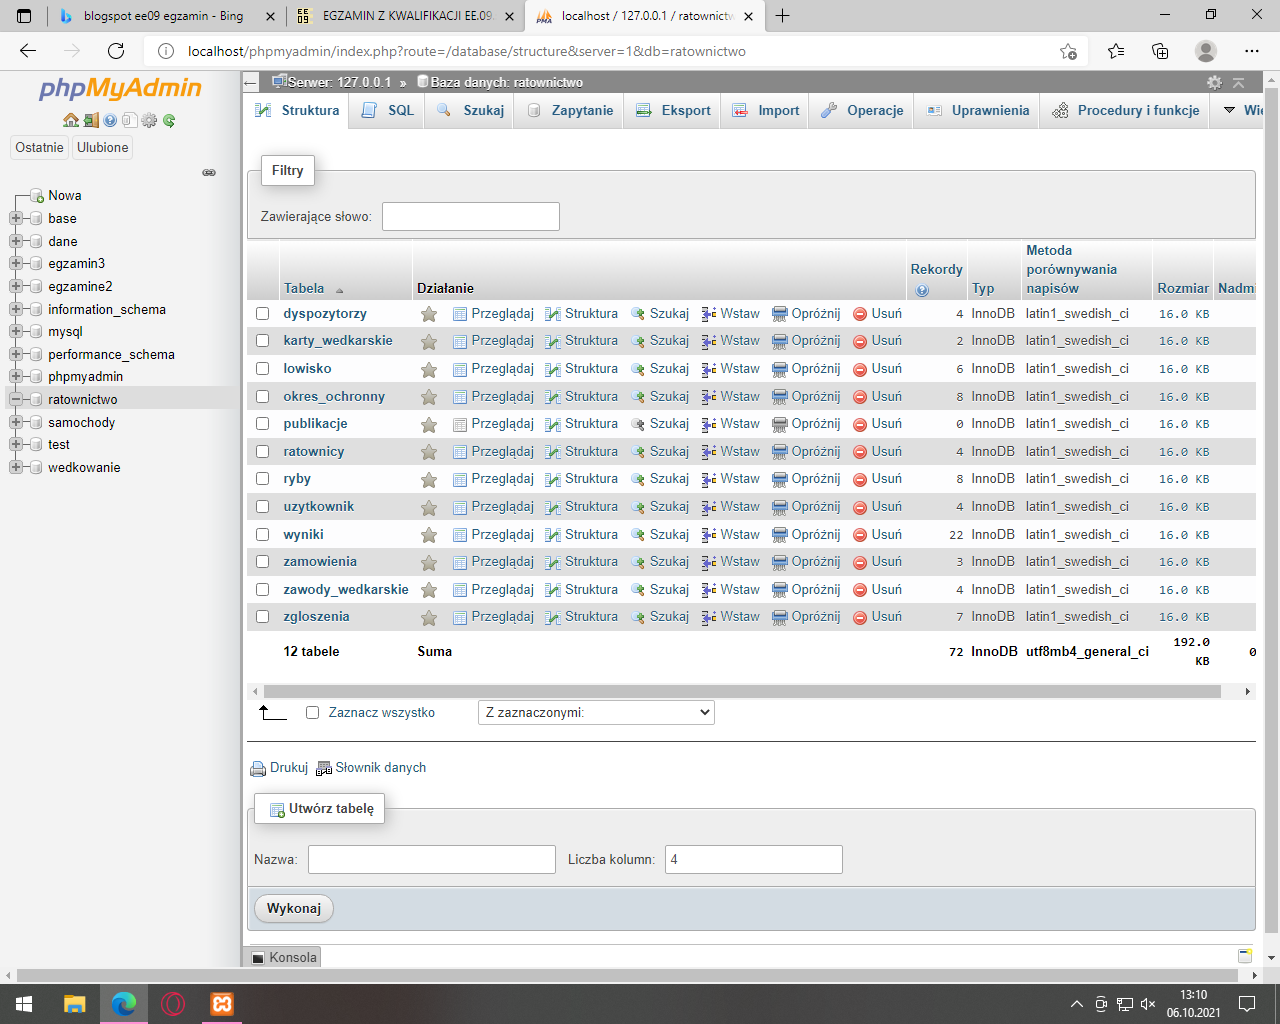 blogspot ee09 egzamin - Bing
EGZAMIN Z KWALIFIKACJI EE.09
localhost / 127.0.0.1 / ratownictw
localhost/phpmyadmin/index.php?route=/database/structure&server=1&db=ratownictwo
phpMyAdmin
Ostatnie
Ulubione
Nowa
base
dane
egzamin3
egzamine2
information_schema
mysql
performance_schema
phpmyadmin
ratownictwo
samochody
test
wedkowanie
Serwer: 127.0.0.1 » Baza danych: ratownictwo
Struktura SQL Szukaj Zapytanie Eksport Import Operacje Uprawnienia Procedury i funkcje Wię
Filtry
Zawierające słowo:
Tabela Działanie Rekordy Typ Metoda porównywania napisów Rozmiar Nadmi
dyspozytorzy Przeglądaj Struktura Szukaj Wstaw Opróżnij Usuń 4 InnoDB latin1_swedish_ci 16.0 KB
karty_wedkarskie Przeglądaj Struktura Szukaj Wstaw Opróżnij Usuń 2 InnoDB latin1_swedish_ci 16.0 KB
lowisko Przeglądaj Struktura Szukaj Wstaw Opróżnij Usuń 6 InnoDB latin1_swedish_ci 16.0 KB
okres_ochronny Przeglądaj Struktura Szukaj Wstaw Opróżnij Usuń 8 InnoDB latin1_swedish_ci 16.0 KB
publikacje Przeglądaj Struktura Szukaj Wstaw Opróżnij Usuń 0 InnoDB latin1_swedish_ci 16.0 KB
ratownicy Przeglądaj Struktura Szukaj Wstaw Opróżnij Usuń 4 InnoDB latin1_swedish_ci 16.0 KB
ryby Przeglądaj Struktura Szukaj Wstaw Opróżnij Usuń 8 InnoDB latin1_swedish_ci 16.0 KB
uzytkownik Przeglądaj Struktura Szukaj Wstaw Opróżnij Usuń 4 InnoDB latin1_swedish_ci 16.0 KB
wyniki Przeglądaj Struktura Szukaj Wstaw Opróżnij Usuń 22 InnoDB latin1_swedish_ci 16.0 KB
zamowienia Przeglądaj Struktura Szukaj Wstaw Opróżnij Usuń 3 InnoDB latin1_swedish_ci 16.0 KB
zawody_wedkarskie Przeglądaj Struktura Szukaj Wstaw Opróżnij Usuń 4 InnoDB latin1_swedish_ci 16.0 KB
zgloszenia Przeglądaj Struktura Szukaj Wstaw Opróżnij Usuń 7 InnoDB latin1_swedish_ci 16.0 KB
12 tabele Suma 72 InnoDB utf8mb4_general_ci 192.0 KB 0
Zaznacz wszystko Z zaznaczonymi:
Drukuj Słownik danych
Utwórz tabelę
Nazwa: Liczba kolumn: 4
Wykonaj
Konsola
13:10
06.10.2021